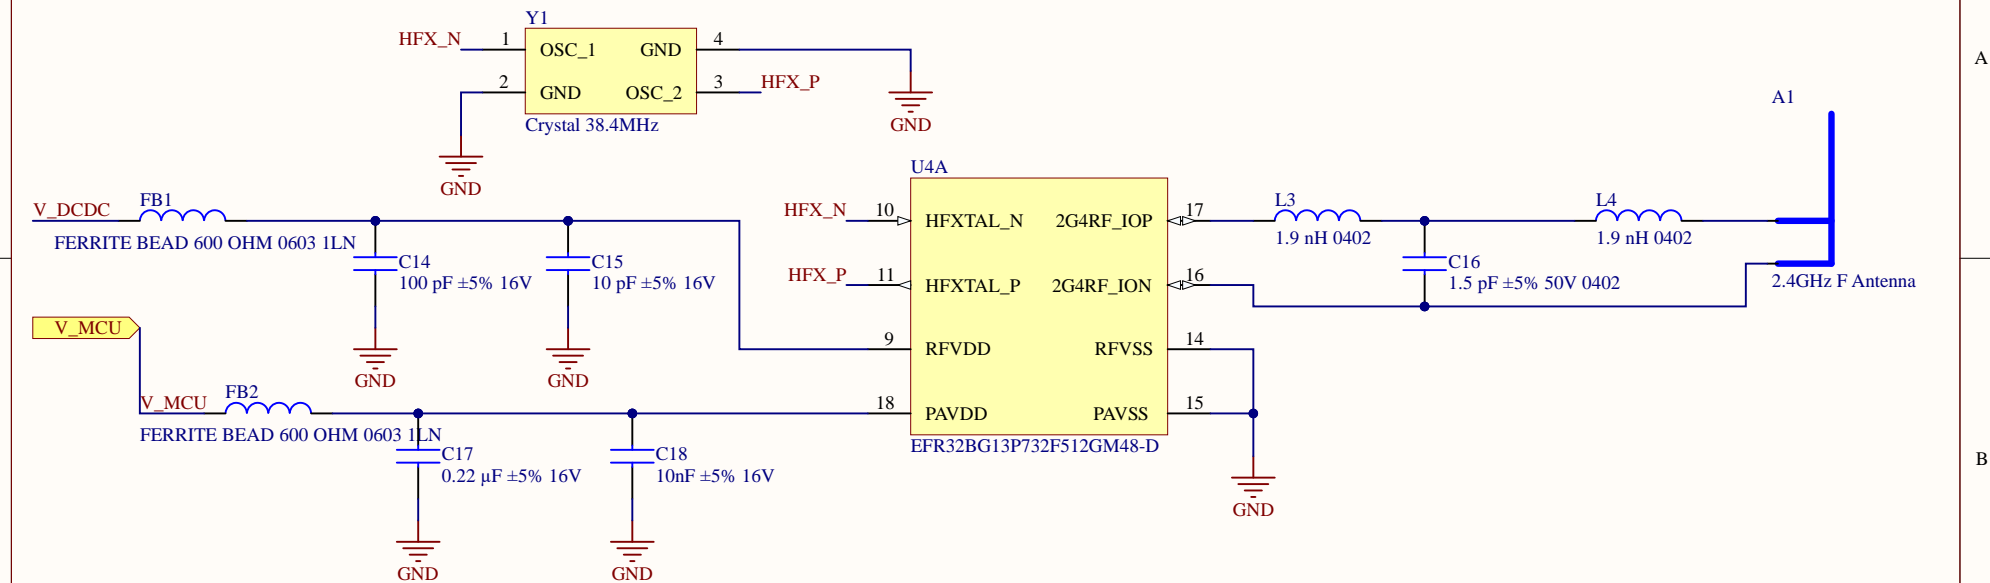 Y1
HFX_N
1
OSC_1
GND
4
2
GND
OSC_2
3
HFX_P
Crystal 38.4MHz
GND
GND
A
A1
U4A
V_DCDC
FB1
FERRITE BEAD 600 OHM 0603 1LN
C14
100 pF ±5% 16V
C15
10 pF ±5% 16V
GND
GND
HFX_N
10
HFXTAL_N
2G4RF_IOP
17
L3
1.9 nH 0402
L4
1.9 nH 0402
HFX_P
11
HFXTAL_P
2G4RF_ION
16
C16
1.5 pF ±5% 50V 0402
2.4GHz F Antenna
9
RFVDD
RFVSS
14
V_MCU
V_MCU
FB2
FERRITE BEAD 600 OHM 0603 1LN
18
PAVDD
PAVSS
15
EFR32BG13P732F512GM48-D
C17
0.22 µF ±5% 16V
C18
10nF ±5% 16V
GND
B
GND
GND